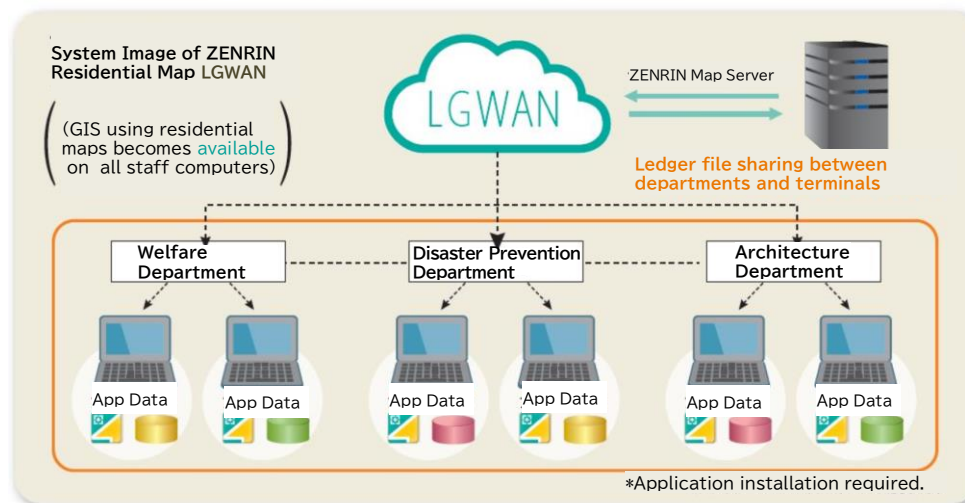 System Image of ZENRIN
Residential Map LGWAN
(GIS using residential
maps becomes available
on all staff computers)
LGWAN
ZENRIN Map Server
Ledger file sharing between
departments and terminals
Welfare
Department
Disaster Prevention
Department
Architecture
Department
App Data
App Data
App Data
App Data
App Data
App Data
*Application installation required.